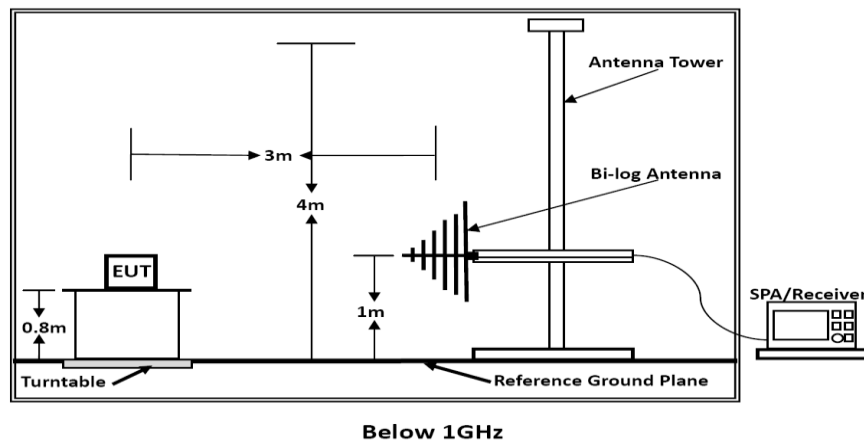 Antenna Tower
3m
Bi-log Antenna
4m
EUT
SPA/Receiver
0.8m
1m
Turntable
Reference Ground Plane
Below 1GHz